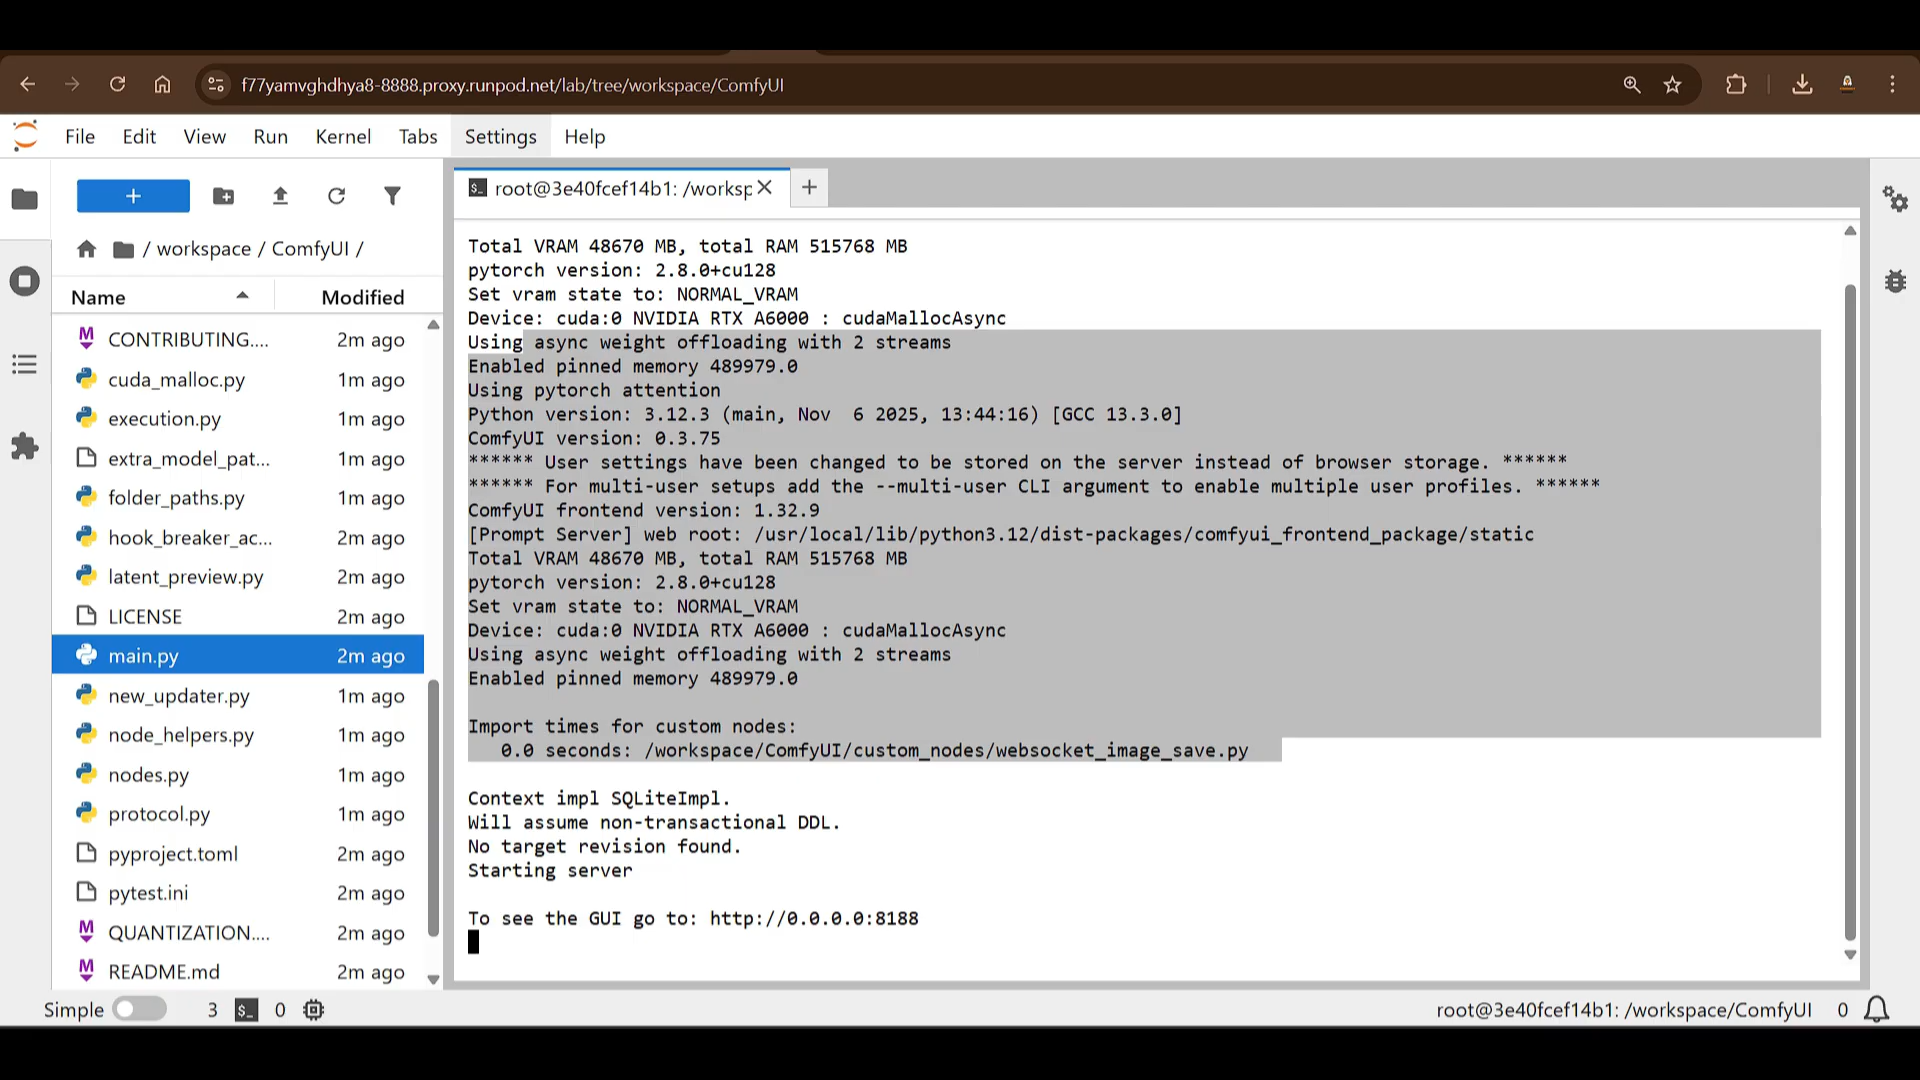 f77yamvghdhya8-8888.proxy.runpod.net/lab/tree/workspace/ComfyUI
File Edit View Run Kernel Tabs Settings Help
root@3e40fcef14b1: /worksp
/ workspace / ComfyUI /
Name Modified
CONTRIBUTING.... 2m ago
cuda_malloc.py 1m ago
execution.py 1m ago
extra_model_pat... 1m ago
folder_paths.py 1m ago
hook_breaker_ac... 2m ago
latent_preview.py 2m ago
LICENSE 2m ago
main.py 2m ago
new_updater.py 1m ago
node_helpers.py 1m ago
nodes.py 1m ago
protocol.py 1m ago
pyproject.toml 2m ago
pytest.ini 2m ago
QUANTIZATION.... 2m ago
README.md 2m ago
Total VRAM 48670 MB, total RAM 515768 MB
pytorch version: 2.8.0+cu128
Set vram state to: NORMAL_VRAM
Device: cuda:0 NVIDIA RTX A6000 : cudaMallocAsync
Using async weight offloading with 2 streams
Enabled pinned memory 489979.0
Using pytorch attention
Python version: 3.12.3 (main, Nov  6 2025, 13:44:16) [GCC 13.3.0]
ComfyUI version: 0.3.75
****** User settings have been changed to be stored on the server instead of browser storage. ******
****** For multi-user setups add the --multi-user CLI argument to enable multiple user profiles. ******
ComfyUI frontend version: 1.32.9
[Prompt Server] web root: /usr/local/lib/python3.12/dist-packages/comfyui_frontend_package/static
Total VRAM 48670 MB, total RAM 515768 MB
pytorch version: 2.8.0+cu128
Set vram state to: NORMAL_VRAM
Device: cuda:0 NVIDIA RTX A6000 : cudaMallocAsync
Using async weight offloading with 2 streams
Enabled pinned memory 489979.0
Import times for custom nodes:
0.0 seconds: /workspace/ComfyUI/custom_nodes/websocket_image_save.py
Context impl SQLiteImpl.
Will assume non-transactional DDL.
No target revision found.
Starting server
To see the GUI go to: http://0.0.0.0:8188
Simple 3 0 root@3e40fcef14b1: /workspace/ComfyUI 0